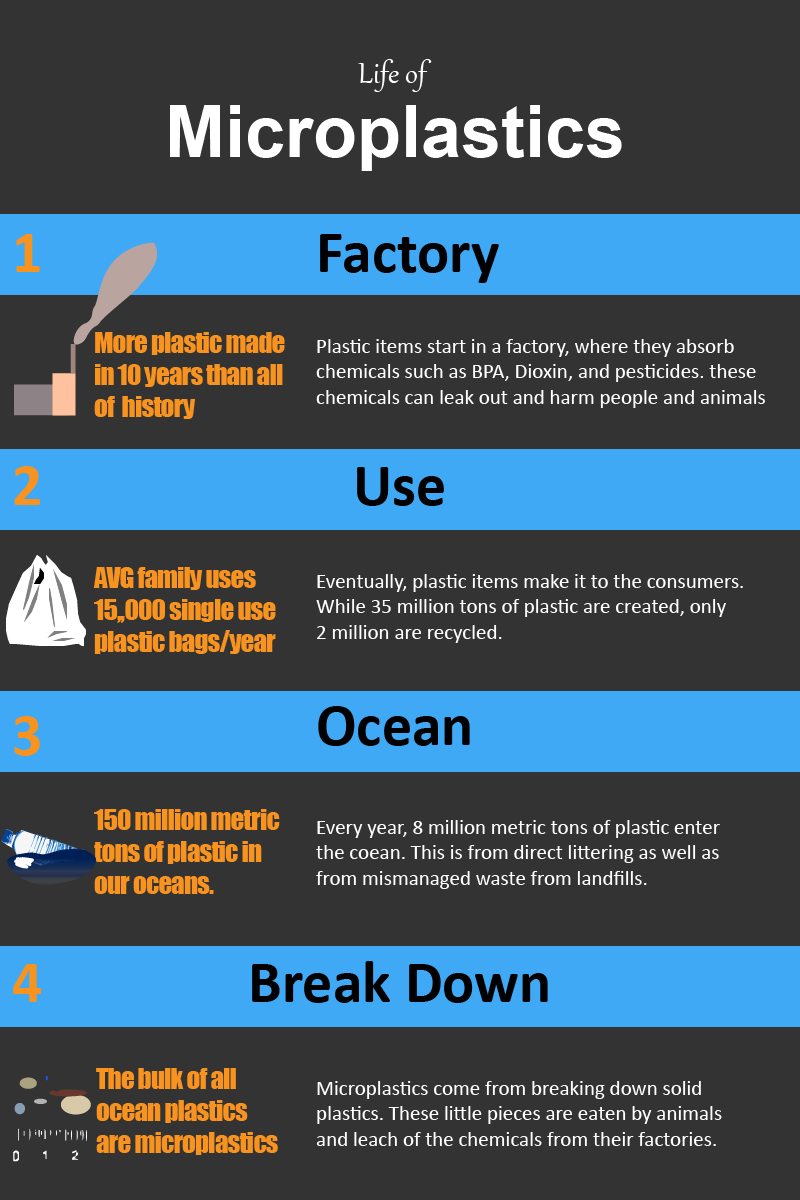 Life of
Microplastics
1
Factory
More plastic made
in 10 years than all
of history
Plastic items start in a factory, where they absorb
chemicals such as BPA, Dioxin, and pesticides. these
chemicals can leak out and harm people and animals
2
Use
AVG family uses
15,,000 single use
plastic bags/year
Eventually, plastic items make it to the consumers.
While 35 million tons of plastic are created, only
2 million are recycled.
3
Ocean
150 million metric
tons of plastic in
our oceans.
Every year, 8 million metric tons of plastic enter
the coean. This is from direct littering as well as
from mismanaged waste from landfills.
4
Break Down
The bulk of all
ocean plastics
are microplastics
Microplastics come from breaking down solid
plastics. These little pieces are eaten by animals
and leach of the chemicals from their factories.
0 1 2